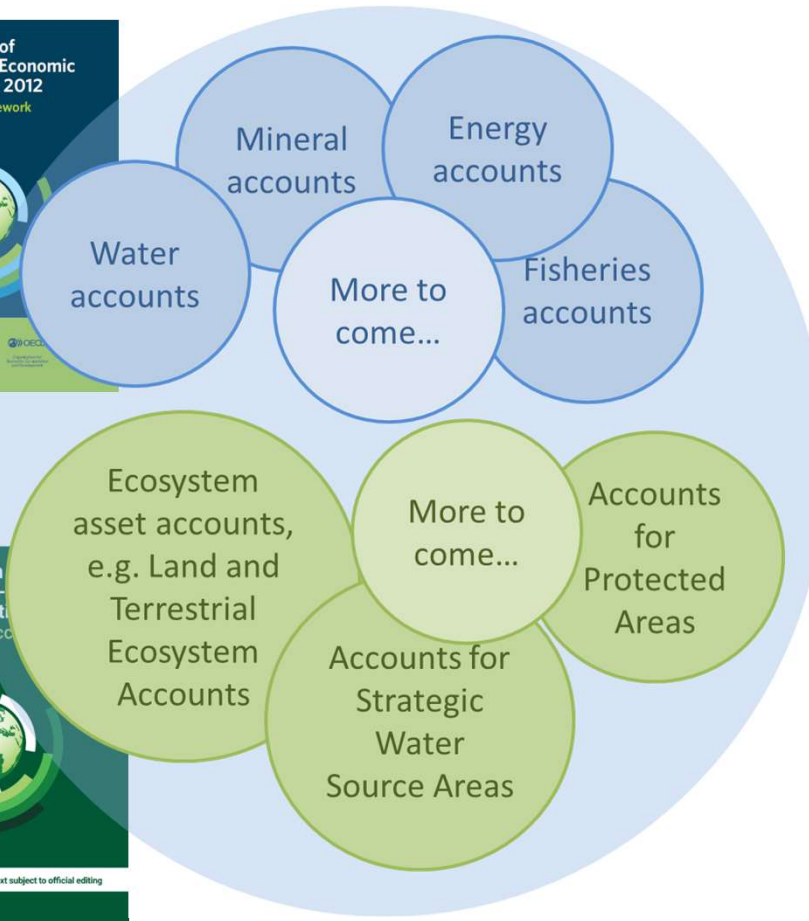 of
Economic
2012
ework
OECD
Mineral
accounts
Energy
accounts
Water
accounts
More to
come...
Fisheries
accounts
Ecosystem
asset accounts,
e.g. Land and
Terrestrial
Ecosystem
Accounts
More to
come...
Accounts
for
Protected
Areas
Accounts for
Strategic
Water
Source Areas
xt subject to official editing